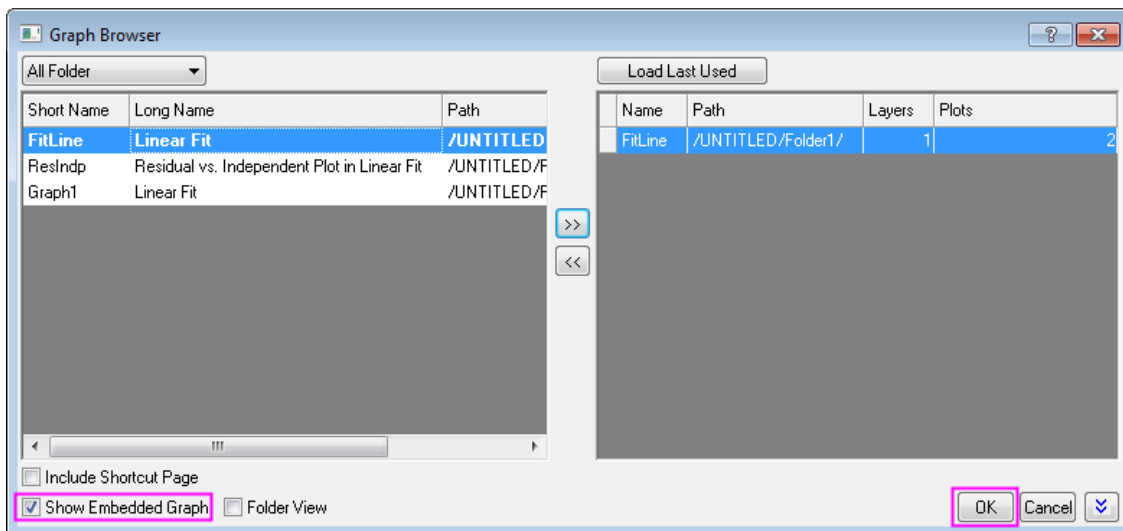 Graph Browser
All Folder
Load Last Used
Short Name Long Name Path
Name Path Layers Plots
FitLine Linear Fit /UNTITLED
FitLine /UNTITLED/Folder1/ 1 2
ResIndp Residual vs. Independent Plot in Linear Fit /UNTITLED/F
Graph1 Linear Fit /UNTITLED/F
>>
<<
Include Shortcut Page
Show Embedded Graph Folder View
OK Cancel